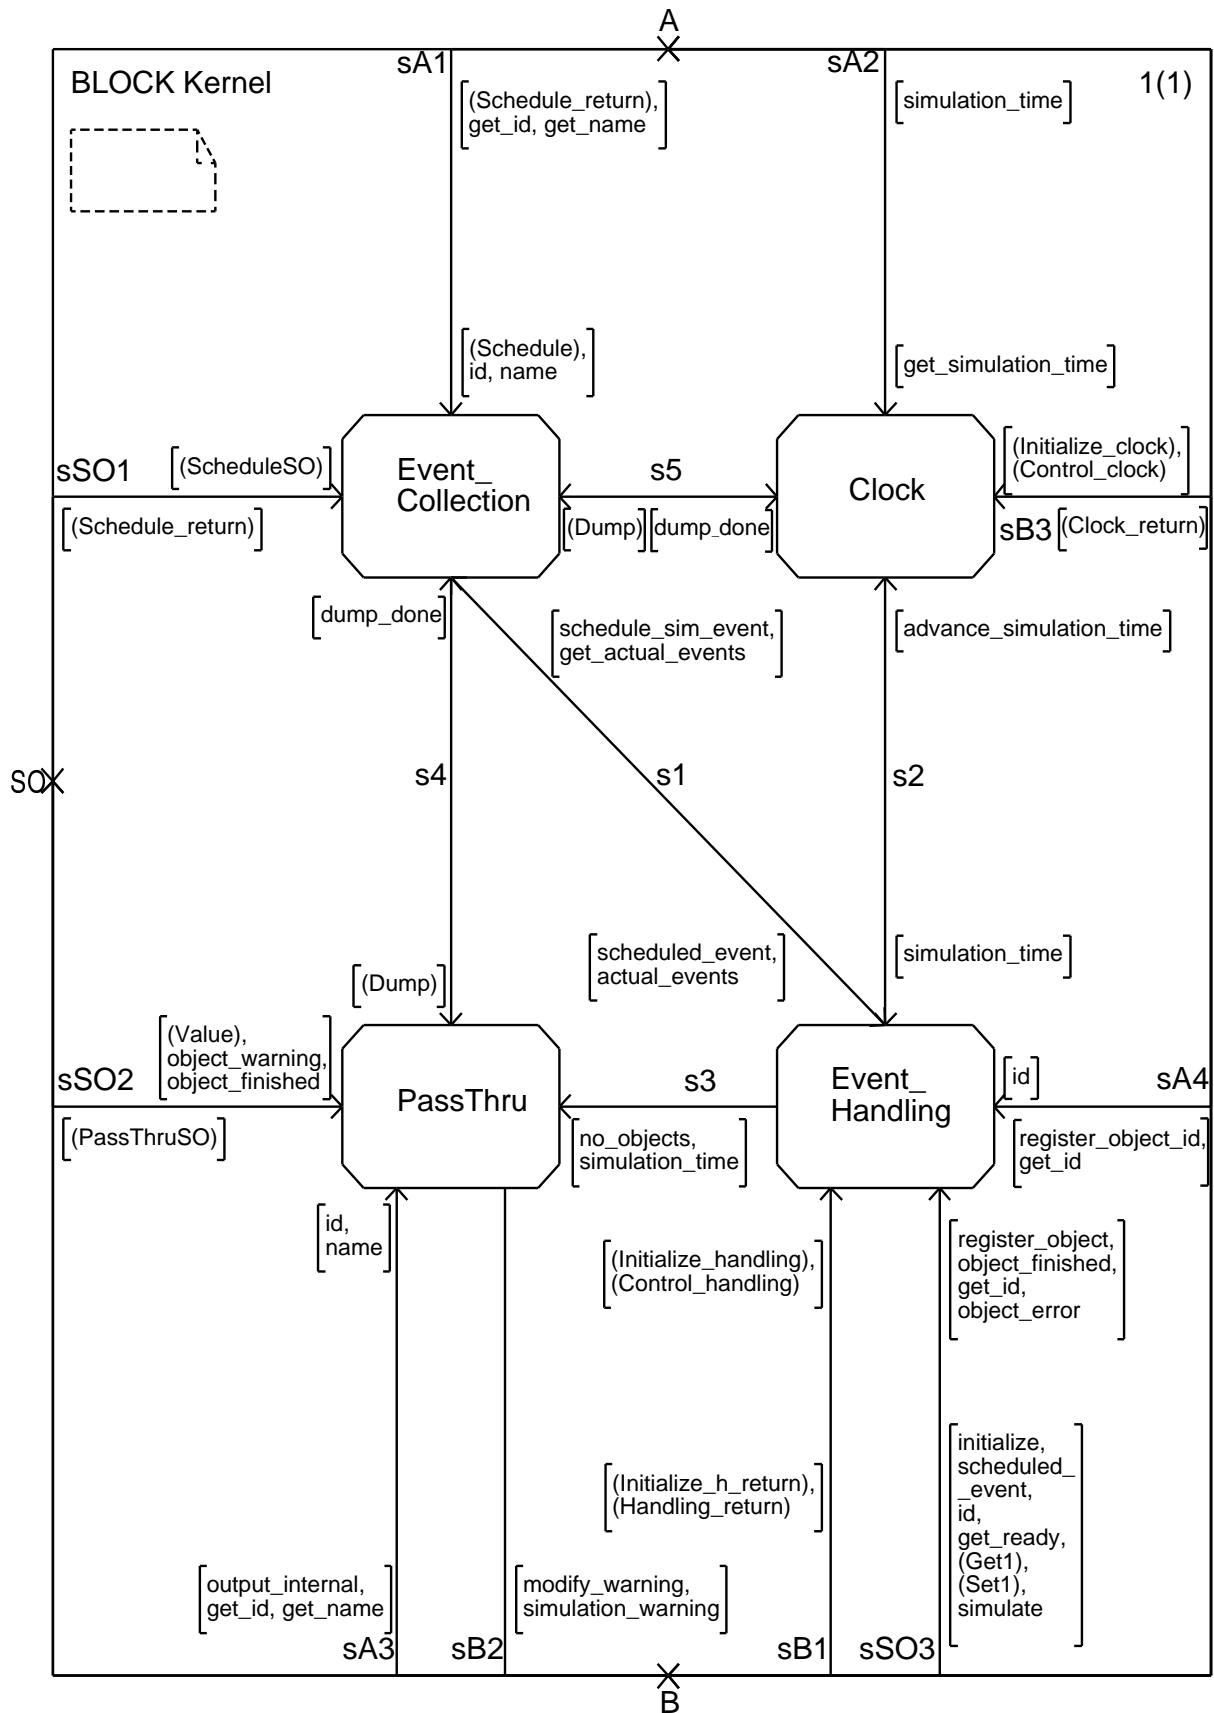 A
sA1
sA2
BLOCK Kernel
1(1)
(Schedule_return),
get_id, get_name
simulation_time
(Schedule),
id, name
get_simulation_time
sSO1
(ScheduleSO)
(Schedule_return)
Event_
Collection
s5
(Dump)
dump_done
Clock
(Initialize_clock),
(Control_clock)
sB3
(Clock_return)
dump_done
schedule_sim_event,
get_actual_events
advance_simulation_time
SO
s4
s1
s2
(Dump)
scheduled_event,
actual_events
simulation_time
sSO2
(Value),
object_warning,
object_finished
(PassThruSO)
PassThru
s3
no_objects,
simulation_time
Event_
Handling
id
sA4
register_object_id,
get_id
id,
name
(Initialize_handling),
(Control_handling)
register_object,
object_finished,
get_id,
object_error
(Initialize_h_return),
(Handling_return)
initialize,
scheduled_
_event,
id,
get_ready,
(Get1),
(Set1),
simulate
output_internal,
get_id, get_name
modify_warning,
simulation_warning
sA3
sB2
sB1
sSO3
B